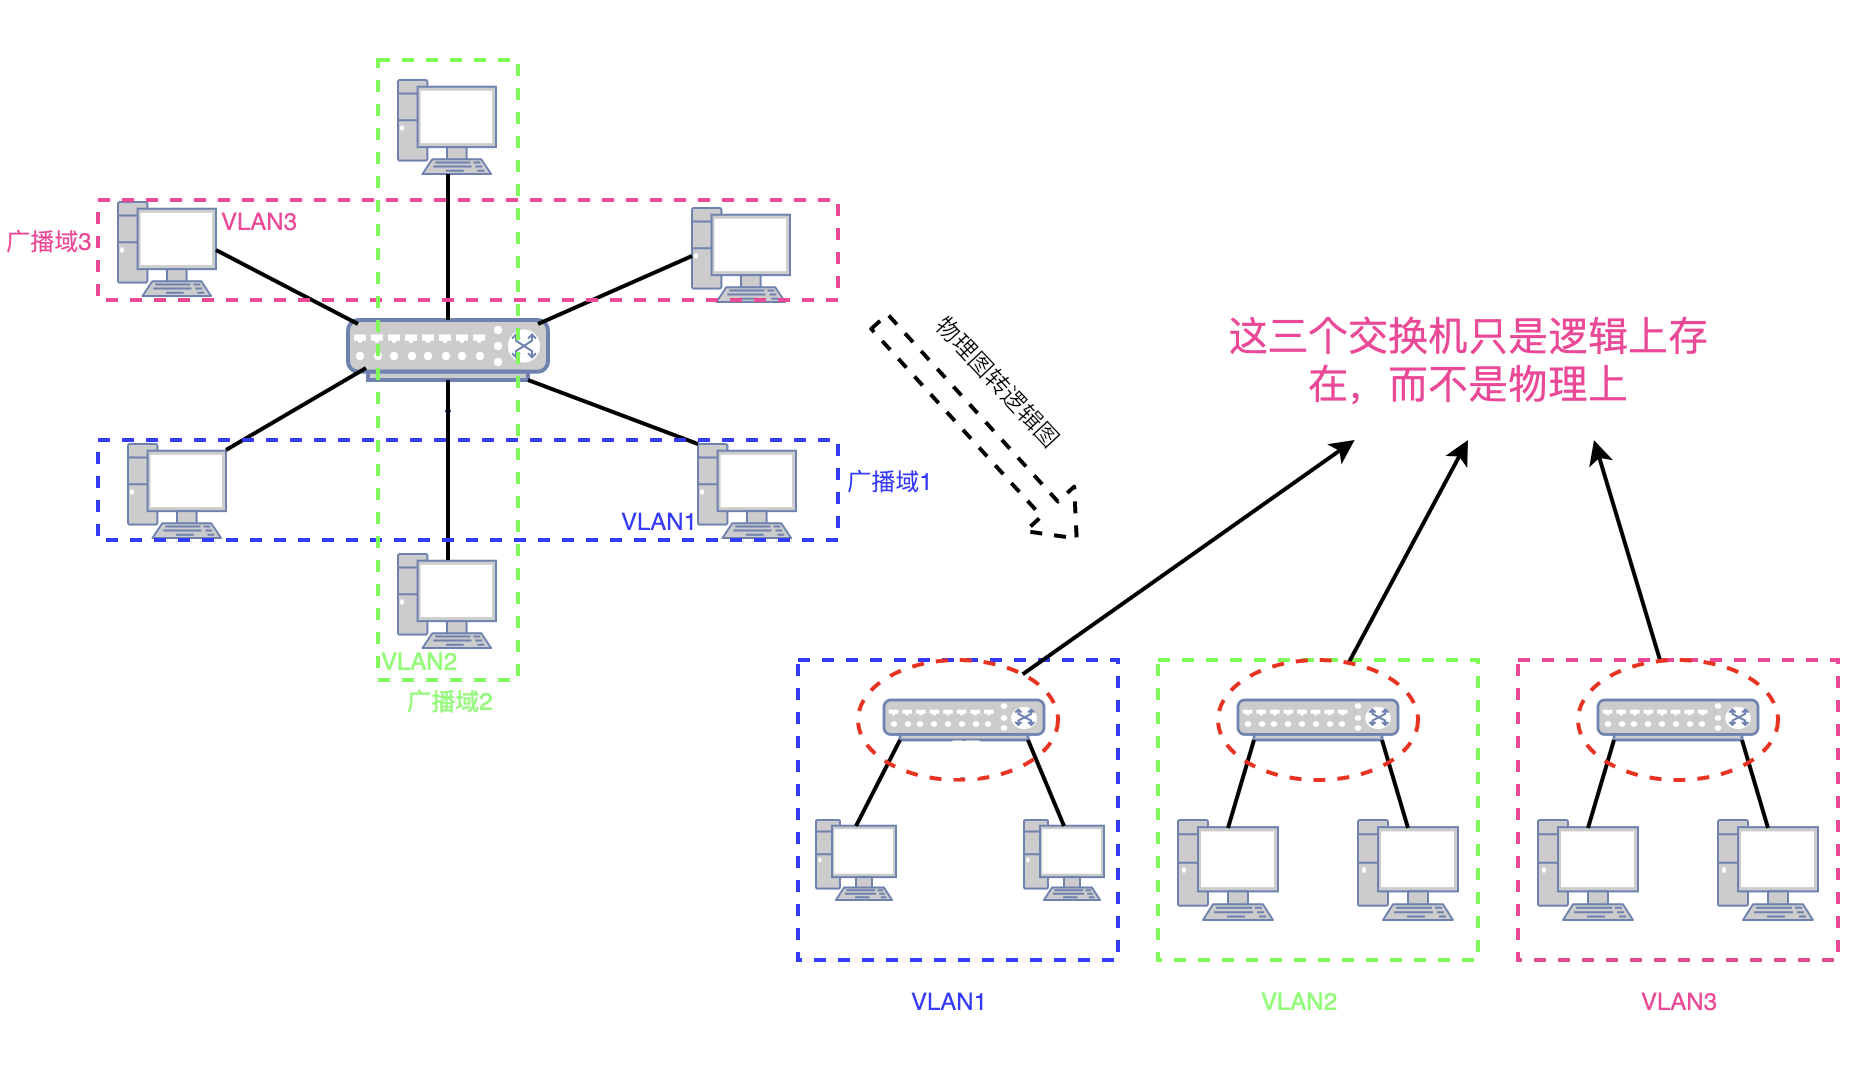 VLAN3
广播域3
广播域1
VLAN1
VLAN2
广播域2
物理图转逻辑图
这三个交换机只是逻辑上存
在，而不是物理上
VLAN1
VLAN2
VLAN3